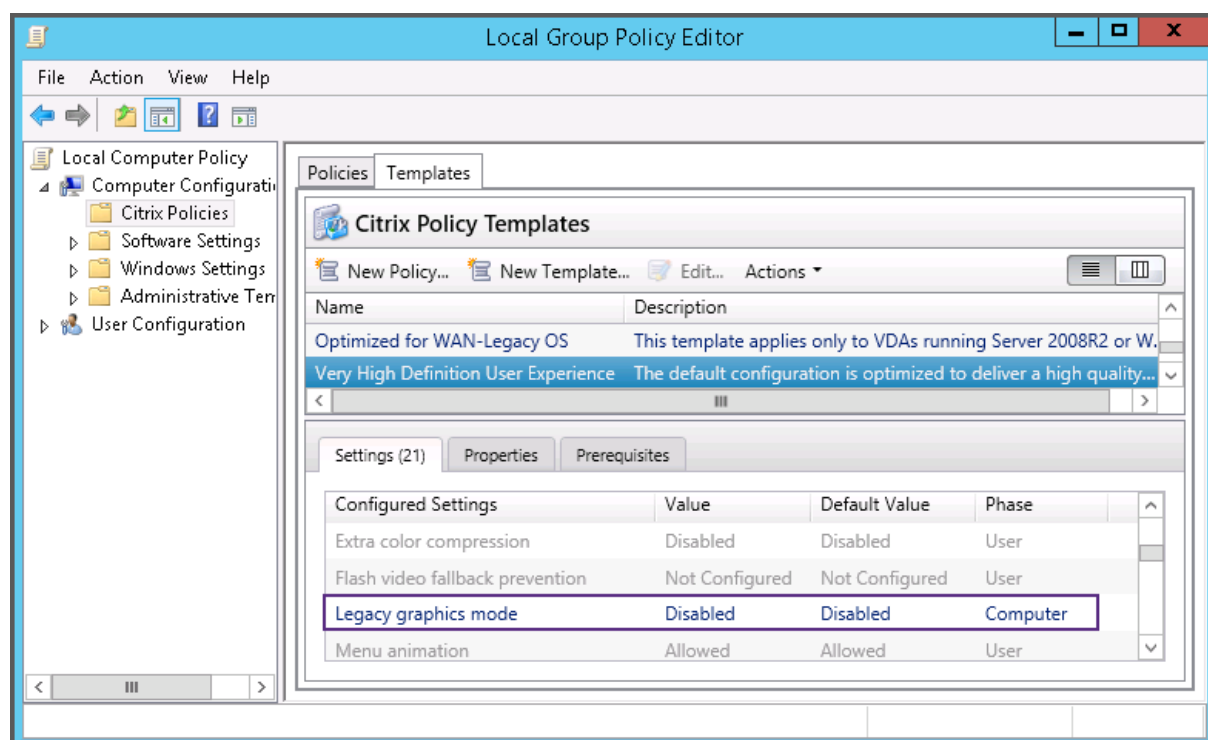 Local Group Policy Editor
File Action View Help
Local Computer Policy
Computer Configurati
Citrix Policies
Software Settings
Windows Settings
Administrative Tem
User Configuration
Policies Templates
Citrix Policy Templates
New Policy... New Template... Edit... Actions
Name Description
Optimized for WAN-Legacy OS This template applies only to VDAs running Server 2008R2 or W.
Very High Definition User Experience The default configuration is optimized to deliver a high quality...
Settings (21) Properties Prerequisites
Configured Settings Value Default Value Phase
Extra color compression Disabled Disabled User
Flash video fallback prevention Not Configured Not Configured User
Legacy graphics mode Disabled Disabled Computer
Menu animation Allowed Allowed User